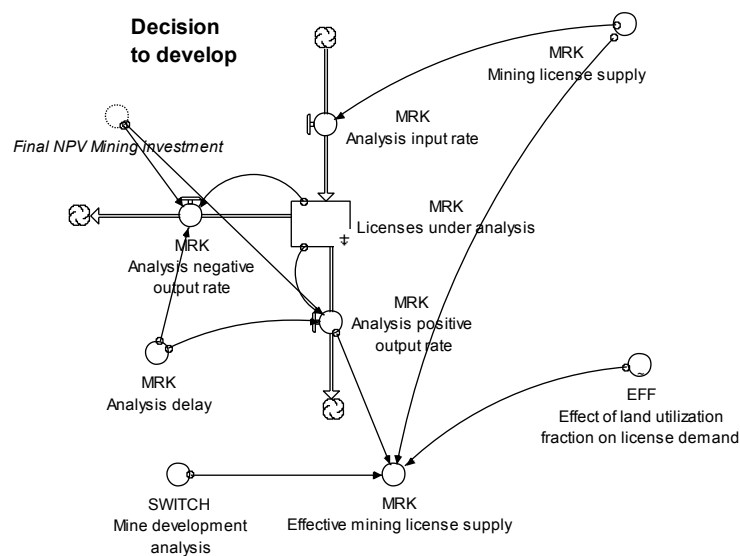 Decision
to develop
MRK
Mining license supply
MRK
Analysis input rate
Final NPV Mining investment
MRK
Licenses under analysis
MRK
Analysis negative
output rate
MRK
Analysis positive
output rate
MRK
Analysis delay
EFF
Effect of land utilization
fraction on license demand
SWITCH
Mine development
analysis
MRK
Effective mining license supply